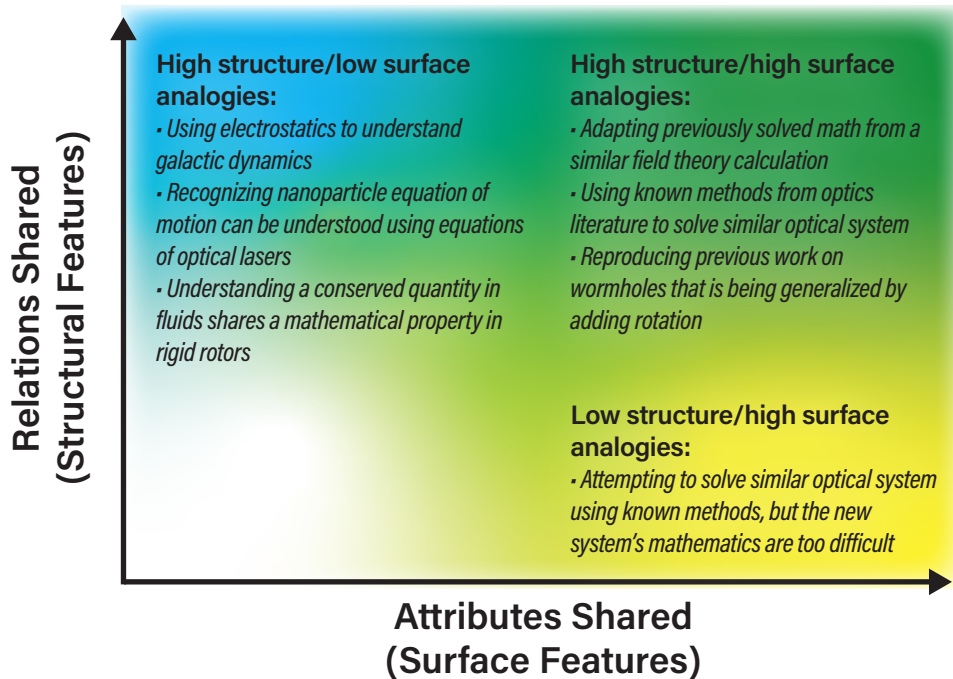 Relations Shared
(Structural Features)
High structure/low surface
analogies:
· Using electrostatics to understand
galactic dynamics
· Recognizing nanoparticle equation of
motion can be understood using equations
of optical lasers
· Understanding a conserved quantity in
fluids shares a mathematical property in
rigid rotors
High structure/high surface
analogies:
· Adapting previously solved math from a
similar field theory calculation
· Using known methods from optics
literature to solve similar optical system
· Reproducing previous work on
wormholes that is being generalized by
adding rotation
Low structure/high surface
analogies:
· Attempting to solve similar optical system
using known methods, but the new
system's mathematics are too difficult
Attributes Shared
(Surface Features)